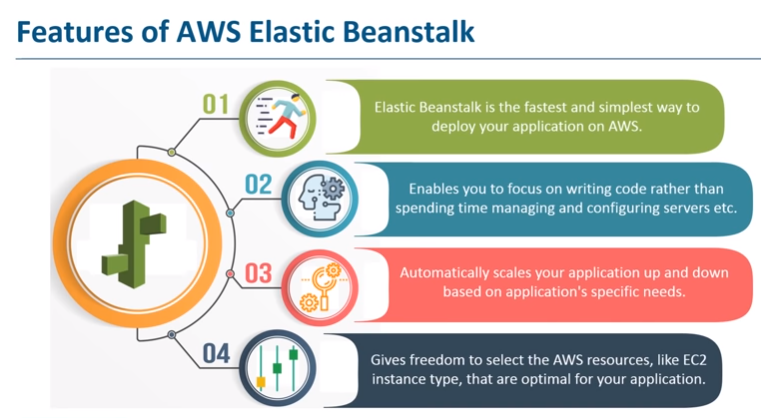 Features of AWS Elastic Beanstalk
01
Elastic Beanstalk is the fastest and simplest way to
deploy your application on AWS.
02
Enables you to focus on writing code rather than
spending time managing and configuring servers etc.
03
Automatically scales your application up and down
based on application's specific needs.
04
Gives freedom to select the AWS resources, like EC2
instance type, that are optimal for your application.